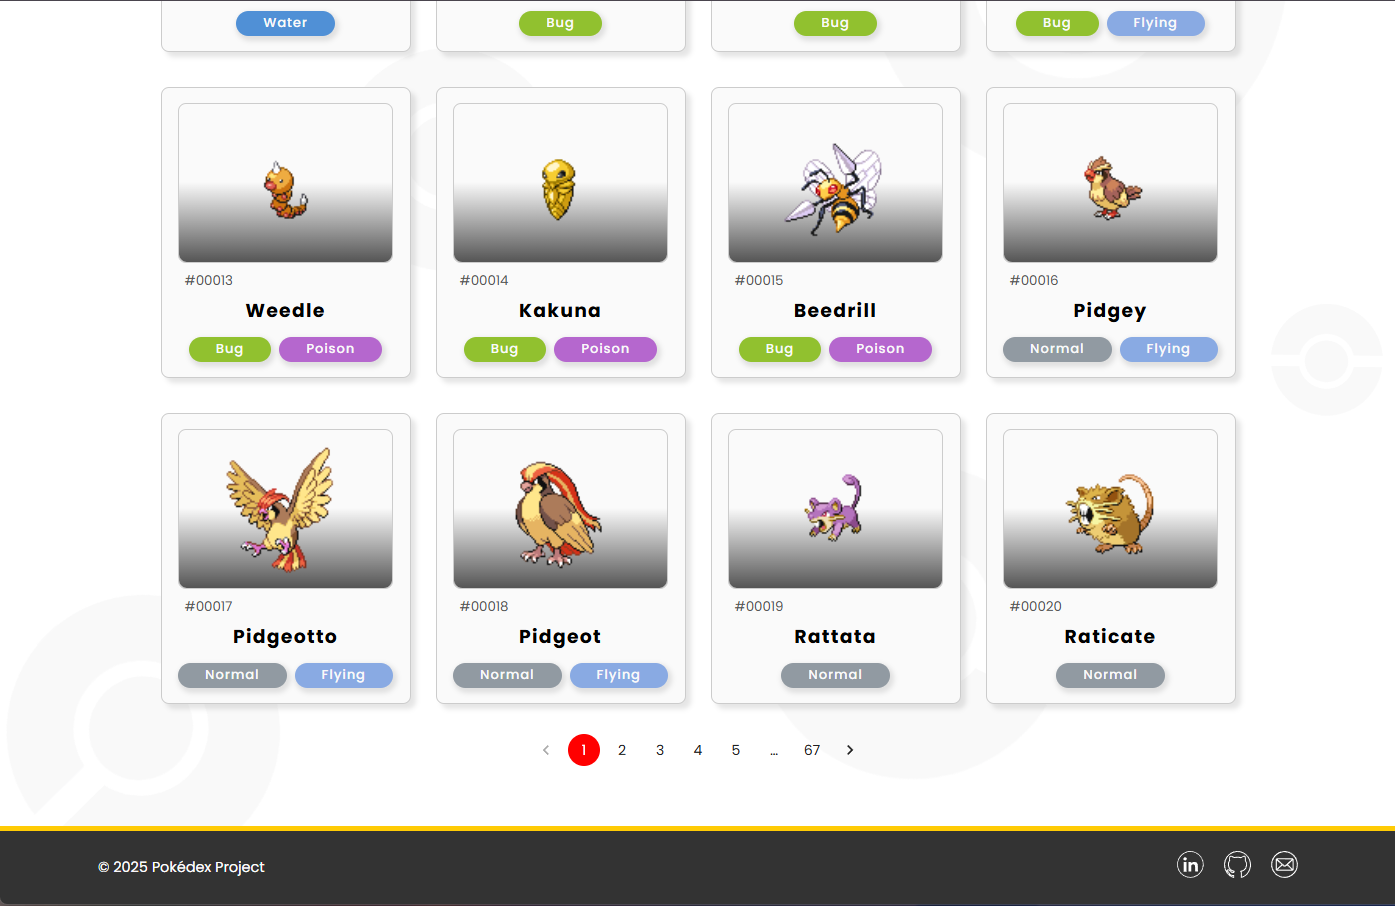 Water Bug Bug Bug Flying
#00013 #00014 #00015 #00016
Weedle Kakuna Beedrill Pidgey
Bug Poison Bug Poison Bug Poison Normal Flying
#00017 #00018 #00019 #00020
Pidgeotto Pidgeot Rattata Raticate
Normal Flying Normal Flying Normal Normal
1 2 3 4 5 … 67
© 2025 Pokédex Project in